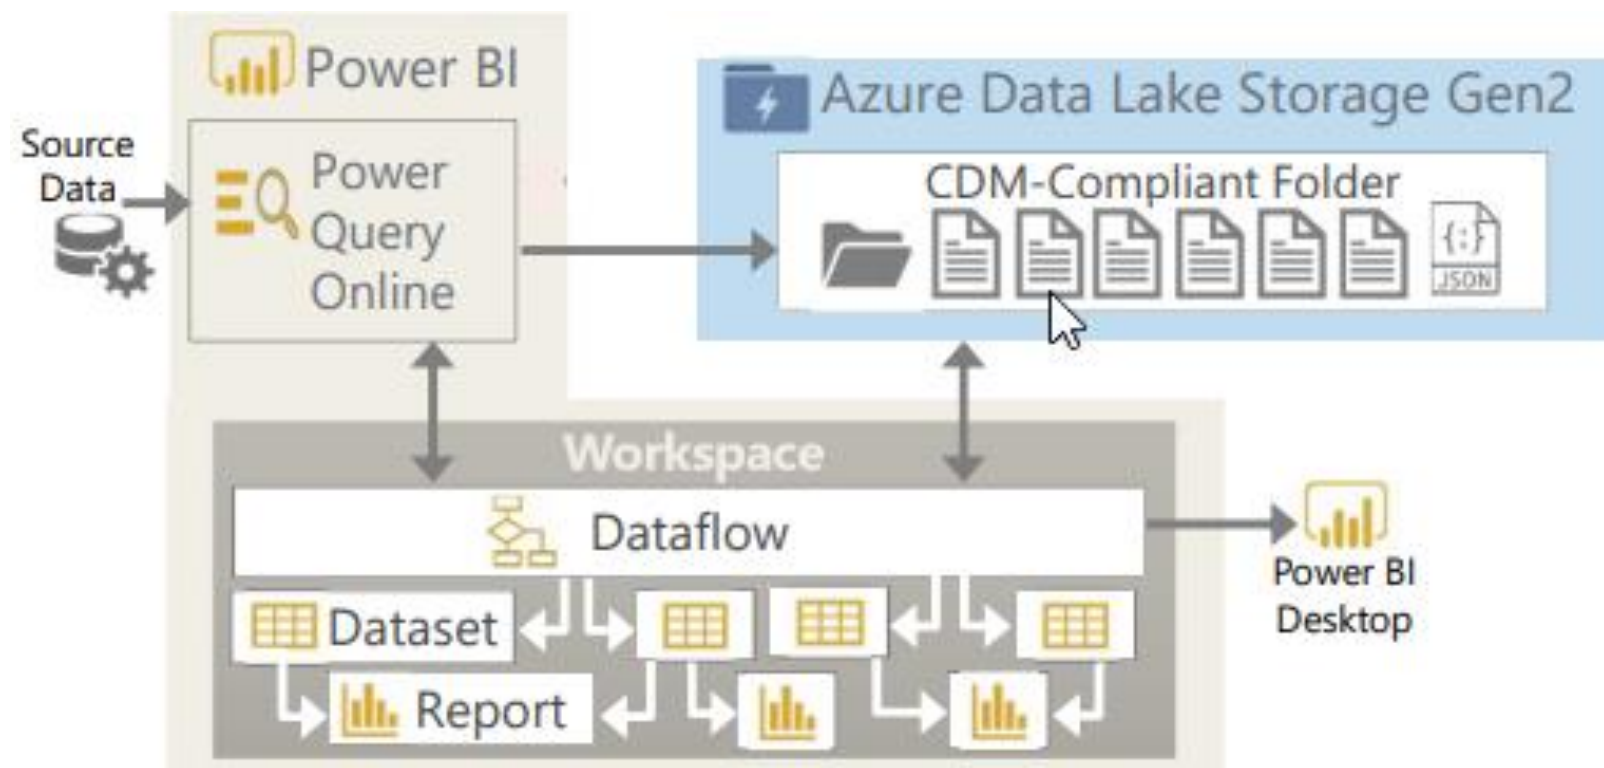 Power BI
Azure Data Lake Storage Gen2
Source
Data
Power
Query
Online
CDM-Compliant Folder
{:}
JSON
Workspace
Dataflow
Power BI
Desktop
Dataset
Report